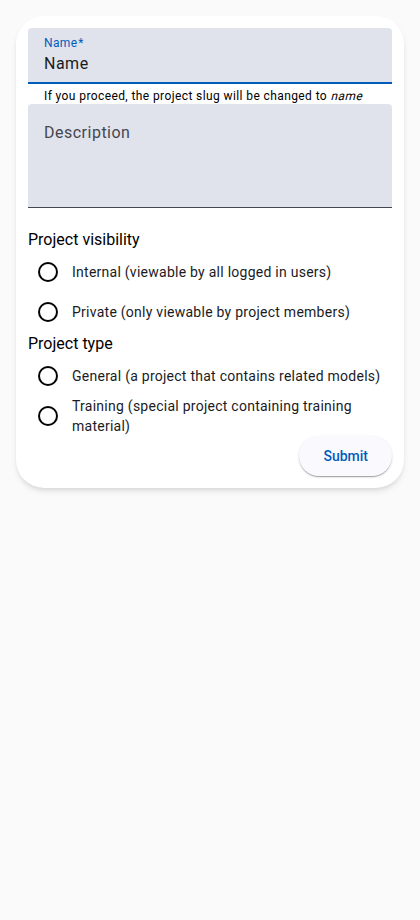 Name*
Name
If you proceed, the project slug will be changed to name
Description
Project visibility
Internal (viewable by all logged in users)
Private (only viewable by project members)
Project type
General (a project that contains related models)
Training (special project containing training
material)
Submit